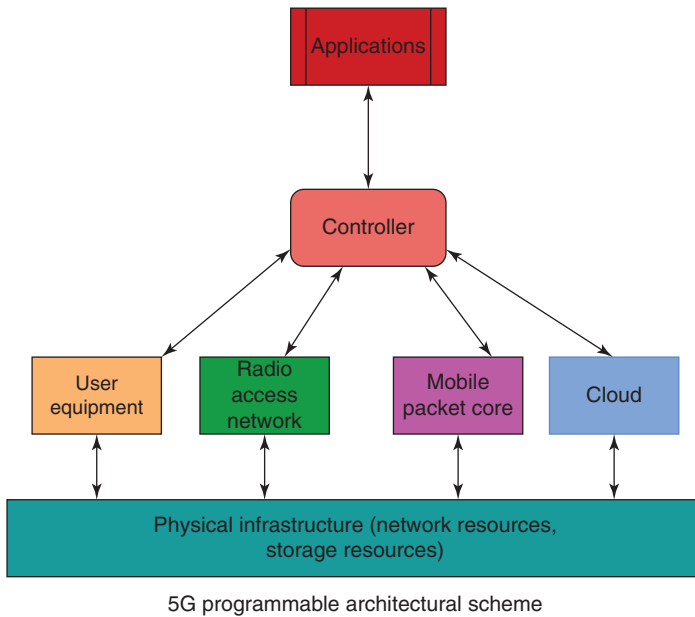 Applications
Controller
User
equipment
Radio
access
network
Mobile
packet core
Cloud
Physical infrastructure (network resources,
storage resources)
5G programmable architectural scheme